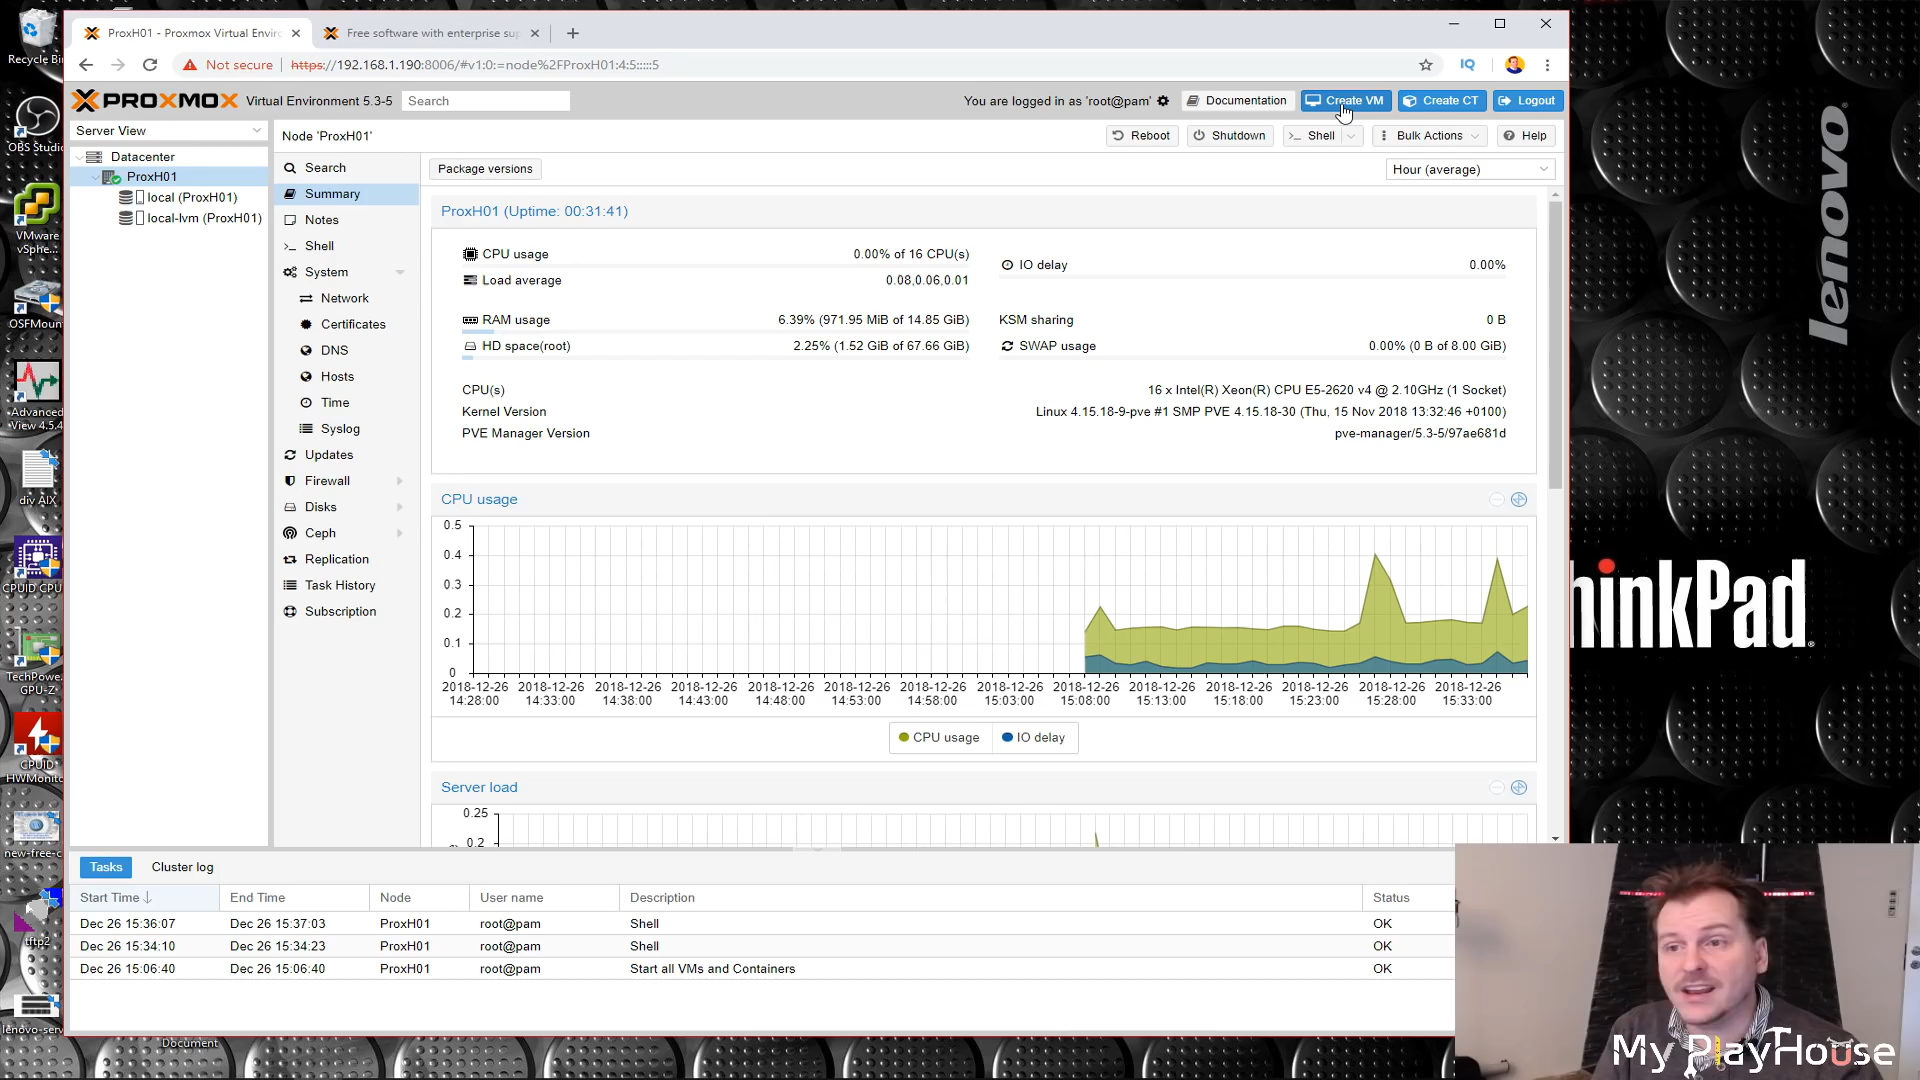 Recycle Bin
OBS Studio
VMware vSphe...
OSFMount
Advanced
View 4.5.4
div AIX
CPUID CPU
TechPowe...
GPU-Z
CPUID
HWMonito
new-free-c
tftp2
lenovo-serv
Document
ProxH01 - Proxmox Virtual Enviro
Free software with enterprise sup
Not secure https://192.168.1.190:8006/#v1:0:=node%2FProxH01:4:5:::::5
IQ
PROXMOX Virtual Environment 5.3-5 Search
You are logged in as 'root@pam' Documentation Create VM Create CT Logout
Server View
Node 'ProxH01'
Reboot Shutdown >_ Shell Bulk Actions Help
Datacenter
ProxH01
local (ProxH01)
local-lvm (ProxH01)
Search
Summary
Notes
>_ Shell
System
Network
Certificates
DNS
Hosts
Time
Syslog
Updates
Firewall
Disks
Ceph
Replication
Task History
Subscription
Package versions
Hour (average)
ProxH01 (Uptime: 00:31:41)
CPU usage 0.00% of 16 CPU(s)
Load average 0.08,0.06,0.01
IO delay 0.00%
RAM usage 6.39% (971.95 MiB of 14.85 GiB)
HD space(root) 2.25% (1.52 GiB of 67.66 GiB)
KSM sharing 0 B
SWAP usage 0.00% (0 B of 8.00 GiB)
CPU(s) 16 x Intel(R) Xeon(R) CPU E5-2620 v4 @ 2.10GHz (1 Socket)
Kernel Version Linux 4.15.18-9-pve #1 SMP PVE 4.15.18-30 (Thu, 15 Nov 2018 13:32:46 +0100)
PVE Manager Version pve-manager/5.3-5/97ae681d
CPU usage
0.5
0.4
0.3
0.2
0.1
0
2018-12-26 2018-12-26 2018-12-26 2018-12-26 2018-12-26 2018-12-26 2018-12-26 2018-12-26 2018-12-26 2018-12-26 2018-12-26 2018-12-26 2018-12-26 2018-12-26
14:28:00 14:33:00 14:38:00 14:43:00 14:48:00 14:53:00 14:58:00 15:03:00 15:08:00 15:13:00 15:18:00 15:23:00 15:28:00 15:33:00
CPU usage IO delay
Server load
0.25
0.2
Tasks Cluster log
Start Time End Time Node User name Description Status
Dec 26 15:36:07 Dec 26 15:37:03 ProxH01 root@pam Shell OK
Dec 26 15:34:10 Dec 26 15:34:23 ProxH01 root@pam Shell OK
Dec 26 15:06:40 Dec 26 15:06:40 ProxH01 root@pam Start all VMs and Containers OK
lenovo
hinkPad
My PlayHouse